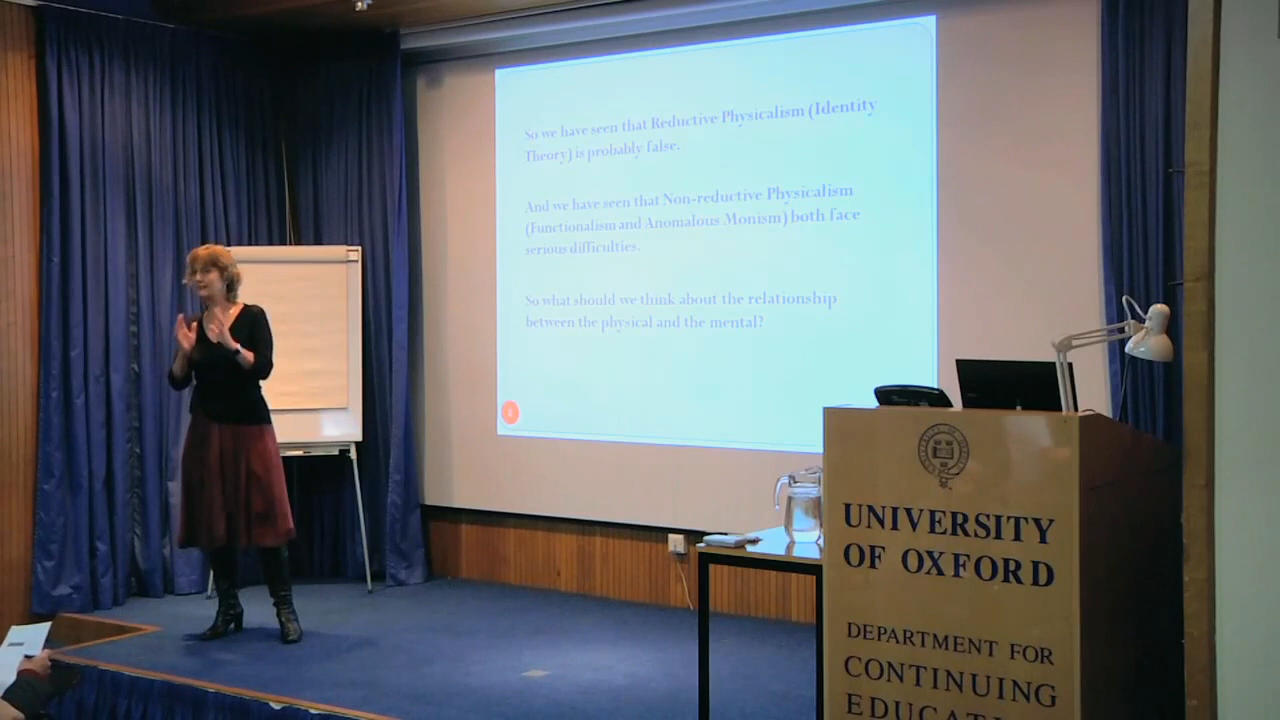 So we have seen that Reductive Physicalism (Identity
Theory) is probably false.
And we have seen that Non-reductive Physicalism
(Functionalism and Anomalous Monism) both face
serious difficulties.
So what should we think about the relationship
between the physical and the mental?
UNIVERSITY
OF OXFORD
DEPARTMENT FOR
CONTINUING